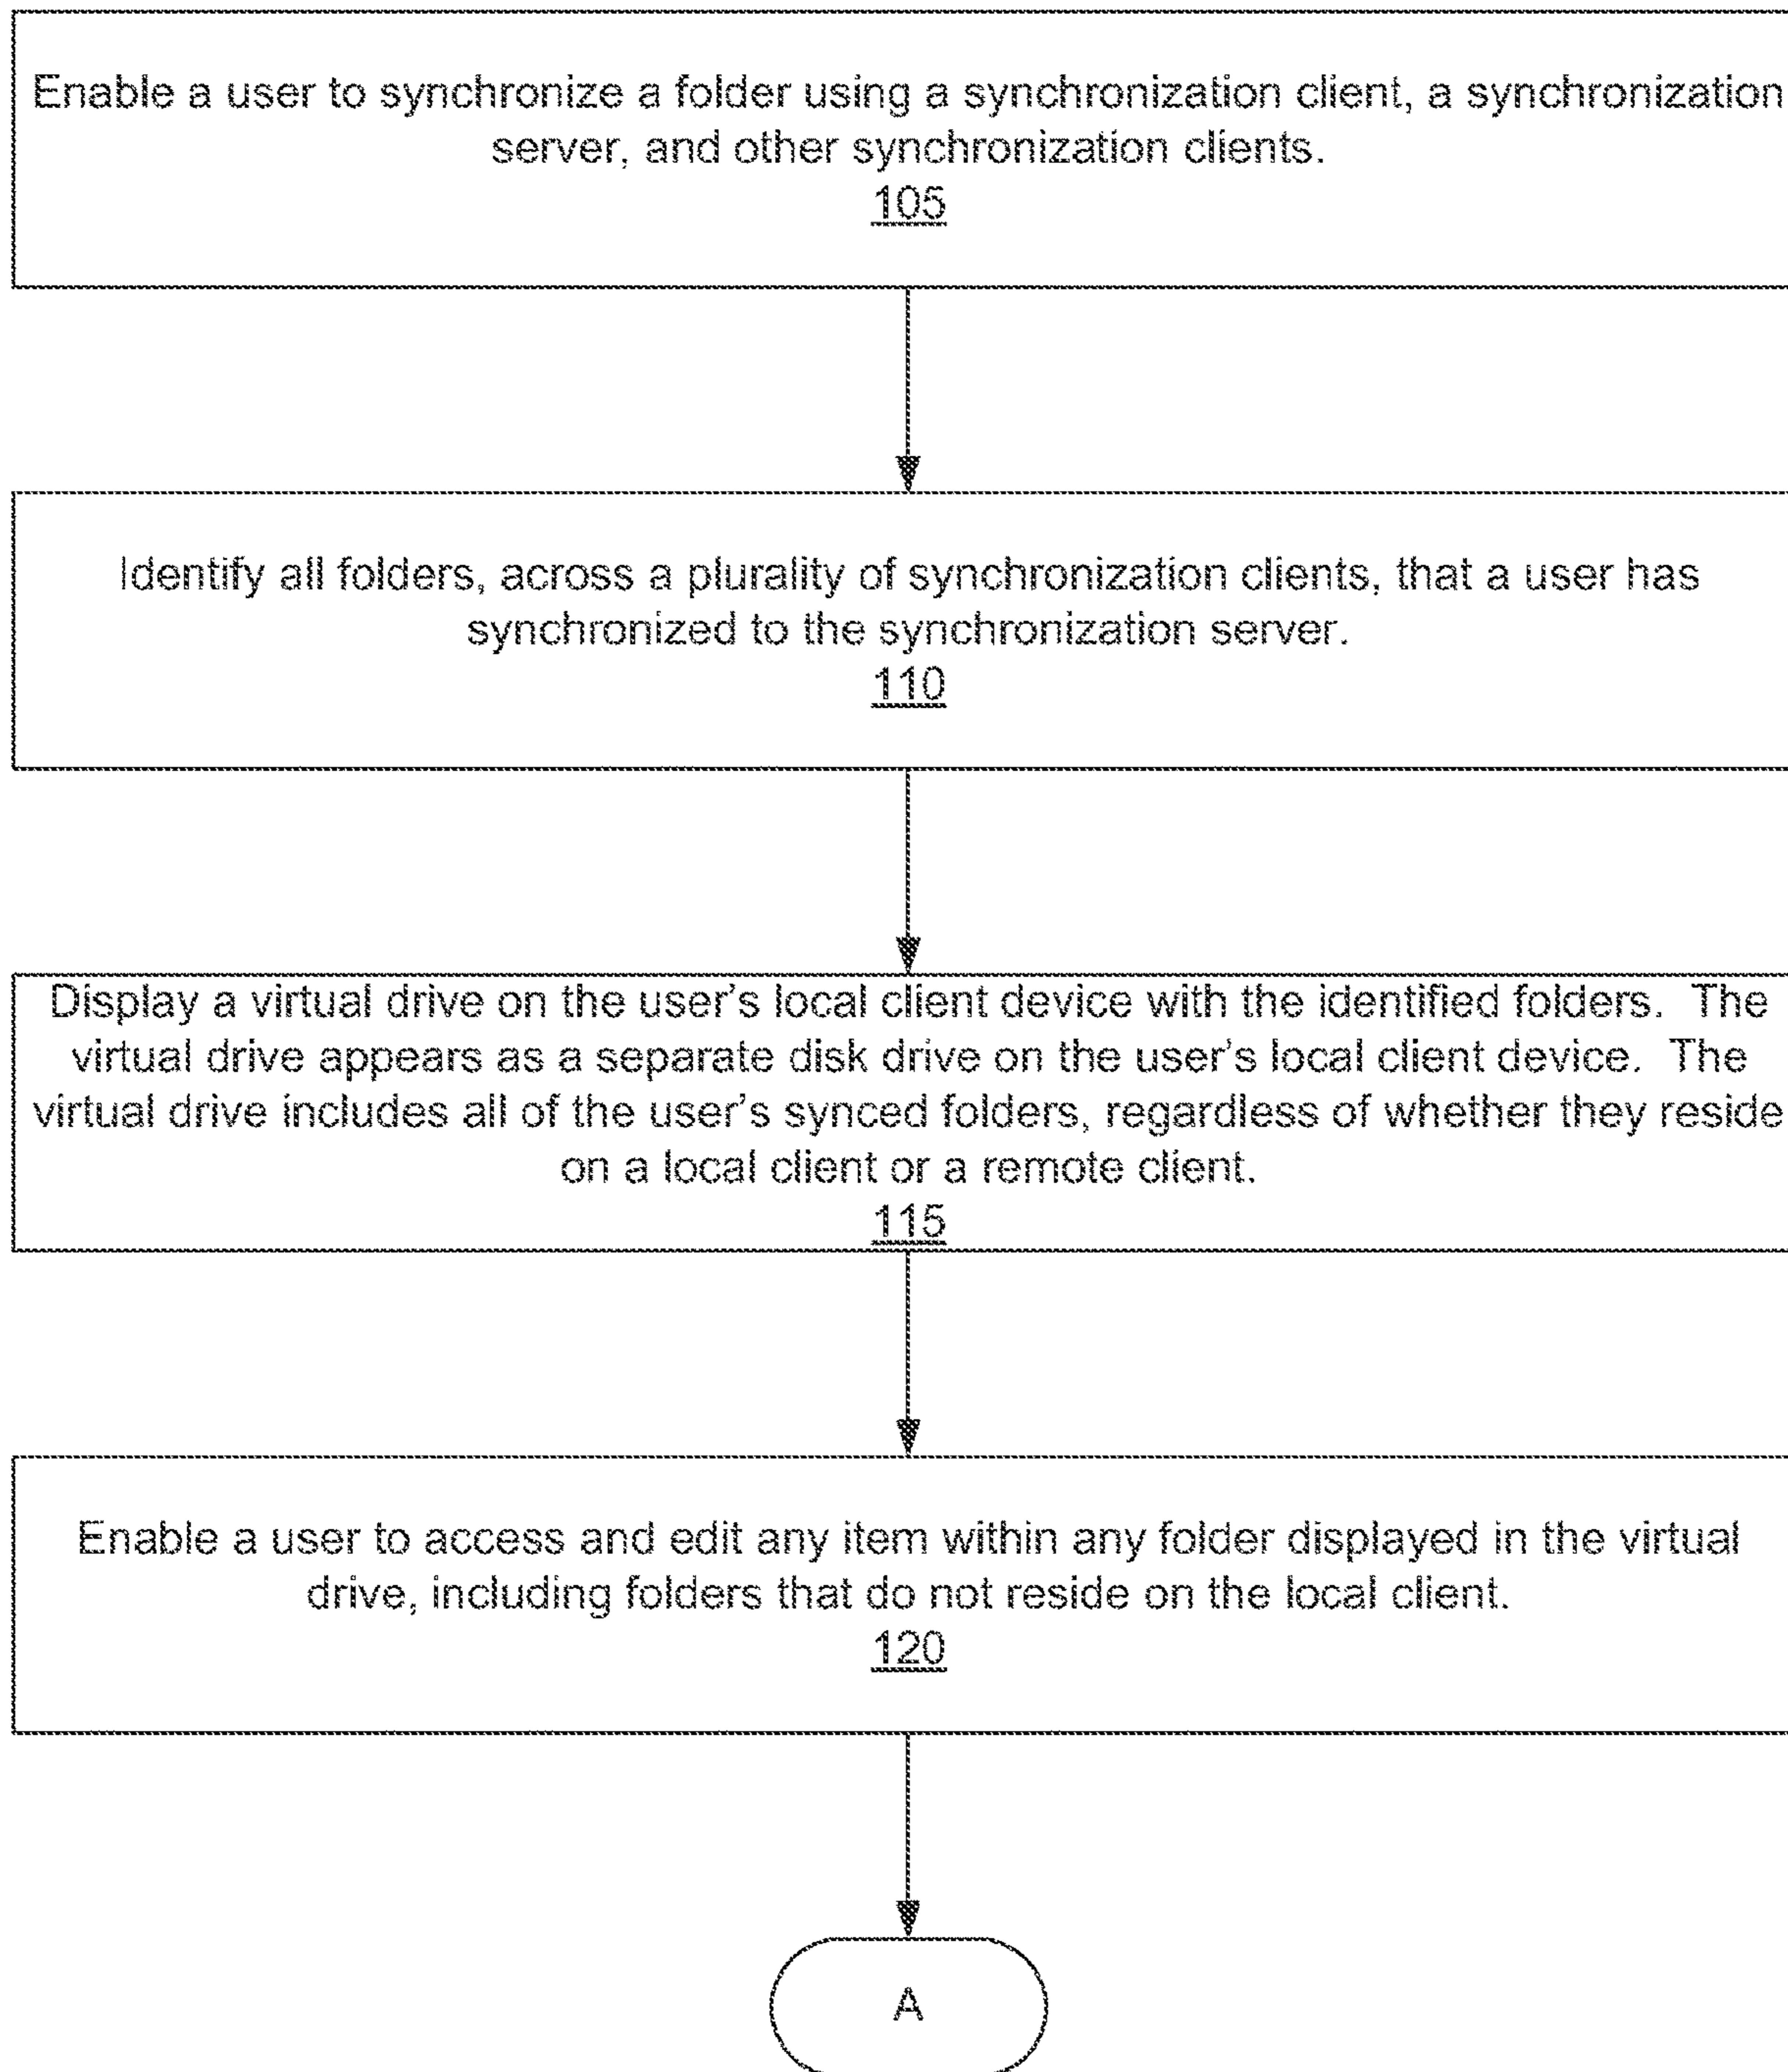 Enable a user to synchronize a folder using a synchronization client, a synchronization
server, and other synchronization clients.
105
Identify all folders, across a plurality of synchronization clients, that a user has
synchronized to the synchronization server.
110
Display a virtual drive on the user's local client device with the identified folders.  The
virtual drive appears as a separate disk drive on the user's local client device.  The
virtual drive includes all of the user's synced folders, regardless of whether they reside
on a local client or a remote client.
115
Enable a user to access and edit any item within any folder displayed in the virtual
drive, including folders that do not reside on the local client.
120
A